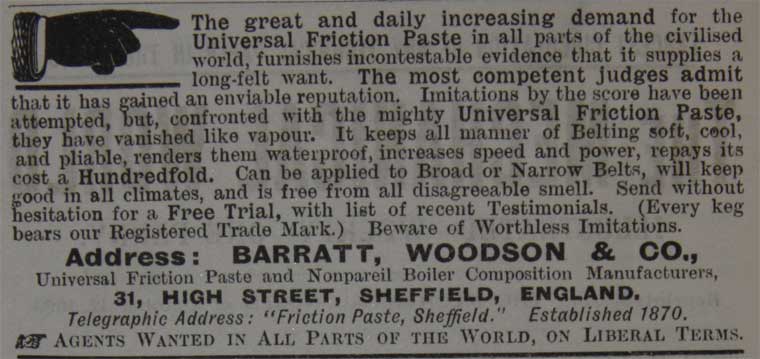 The great and daily increasing demand for the
Universal Friction Paste in all parts of the civilised
world, furnishes incontestable evidence that it supplies a
long-felt want. The most competent judges admit
that it has gained an enviable reputation. Imitations by the score have been
attempted, but, confronted with the mighty Universal Friction Paste,
they have vanished like vapour. It keeps all manner of Belting soft, cool,
and pliable, renders them waterproof, increases speed and power, repays its
cost a Hundredfold. Can be applied to Broad or Narrow Belts, will keep
good in all climates, and is free from all disagreeable smell. Send without
hesitation for a Free Trial, with list of recent Testimonials. (Every keg
bears our Registered Trade Mark.) Beware of Worthless Imitations.
Address: BARRATT, WOODSON & CO.,
Universal Friction Paste and Nonpareil Boiler Composition Manufacturers,
31, HIGH STREET, SHEFFIELD, ENGLAND.
Telegraphic Address: "Friction Paste, Sheffield." Established 1870.
AGENTS WANTED IN ALL PARTS OF THE WORLD, ON LIBERAL TERMS.